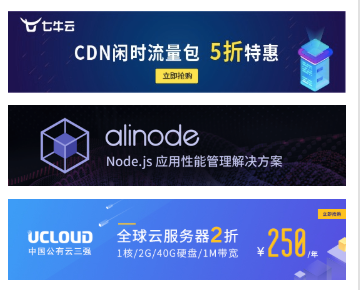 七牛云
CDN闲时流量包 5折特惠
立即抢购
alinode
Node.js 应用性能管理解决方案
立即抢购
UCLOUD
中国公有云三强
全球云服务器2折
1核/2G/40G硬盘/1M带宽
¥250/年